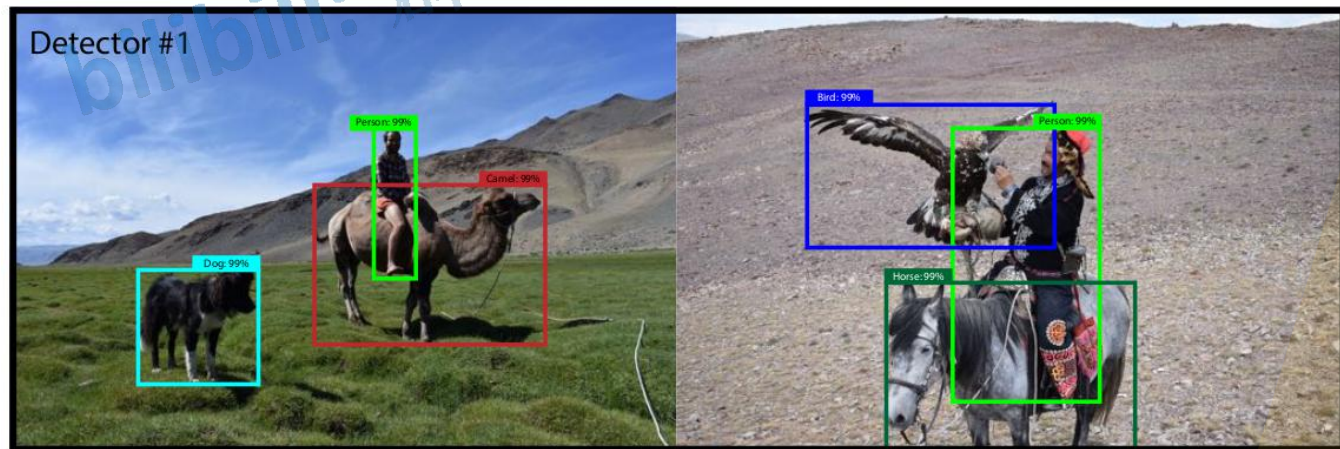 Detector #1
bilibili:
Person: 99%
Camel: 99%
Dog: 99%
Bird: 99%
Person: 99%
Horse: 99%